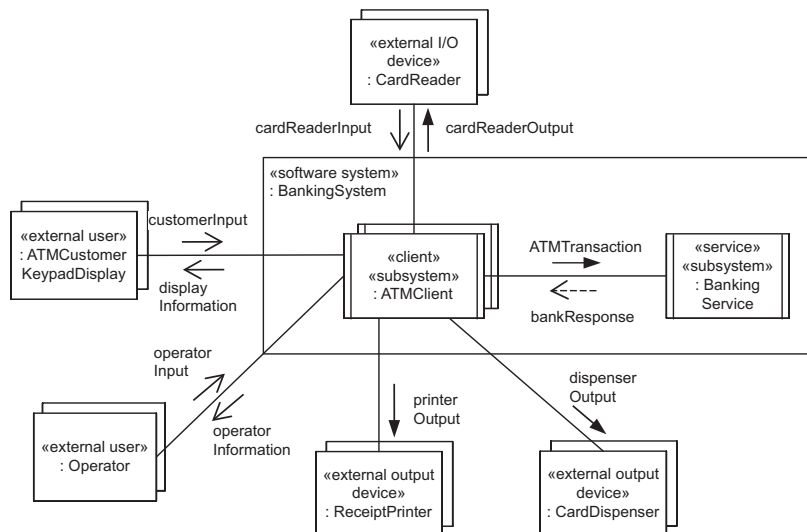 «external I/O
device»
: CardReader
cardReaderInput
cardReaderOutput
«software system»
: BankingSystem
customerInput
«external user»
: ATMCustomer
KeypadDisplay
display
Information
«client»
«subsystem»
: ATMClient
ATMTransaction
bankResponse
«service»
«subsystem»
: Banking
Service
operator
Input
operator
Information
printer
Output
dispenser
Output
«external user»
: Operator
«external output
device»
: ReceiptPrinter
«external output
device»
: CardDispenser